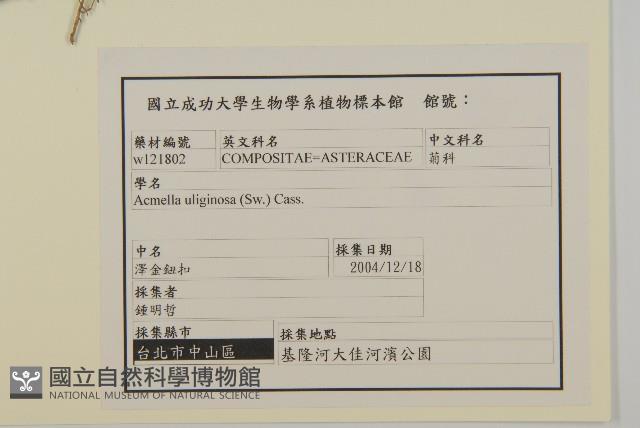 國立成功大學生物學系植物標本館 館號：
藥材編號 英文科名 中文科名
w121802 COMPOSITAE=ASTERACEAE 菊科
學名
Acmella uliginosa (Sw.) Cass.
中名 採集日期
澤金鈕扣 2004/12/18
採集者
鍾明哲
採集縣市 採集地點
台北市中山區 基隆河大佳河濱公園
國立自然科學博物館
NATIONAL MUSEUM OF NATURAL SCIENCE